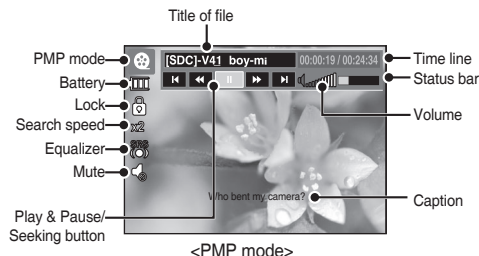 Title of file
PMP mode
[SDC]-V41 boy-mi
00:00:19 / 00:24:34
Time line
Battery
Status bar
Lock
Search speed
x2
Volume
Equalizer
SRS
Mute
Who bent my camera?
Caption
Play & Pause/
Seeking button
<PMP mode>